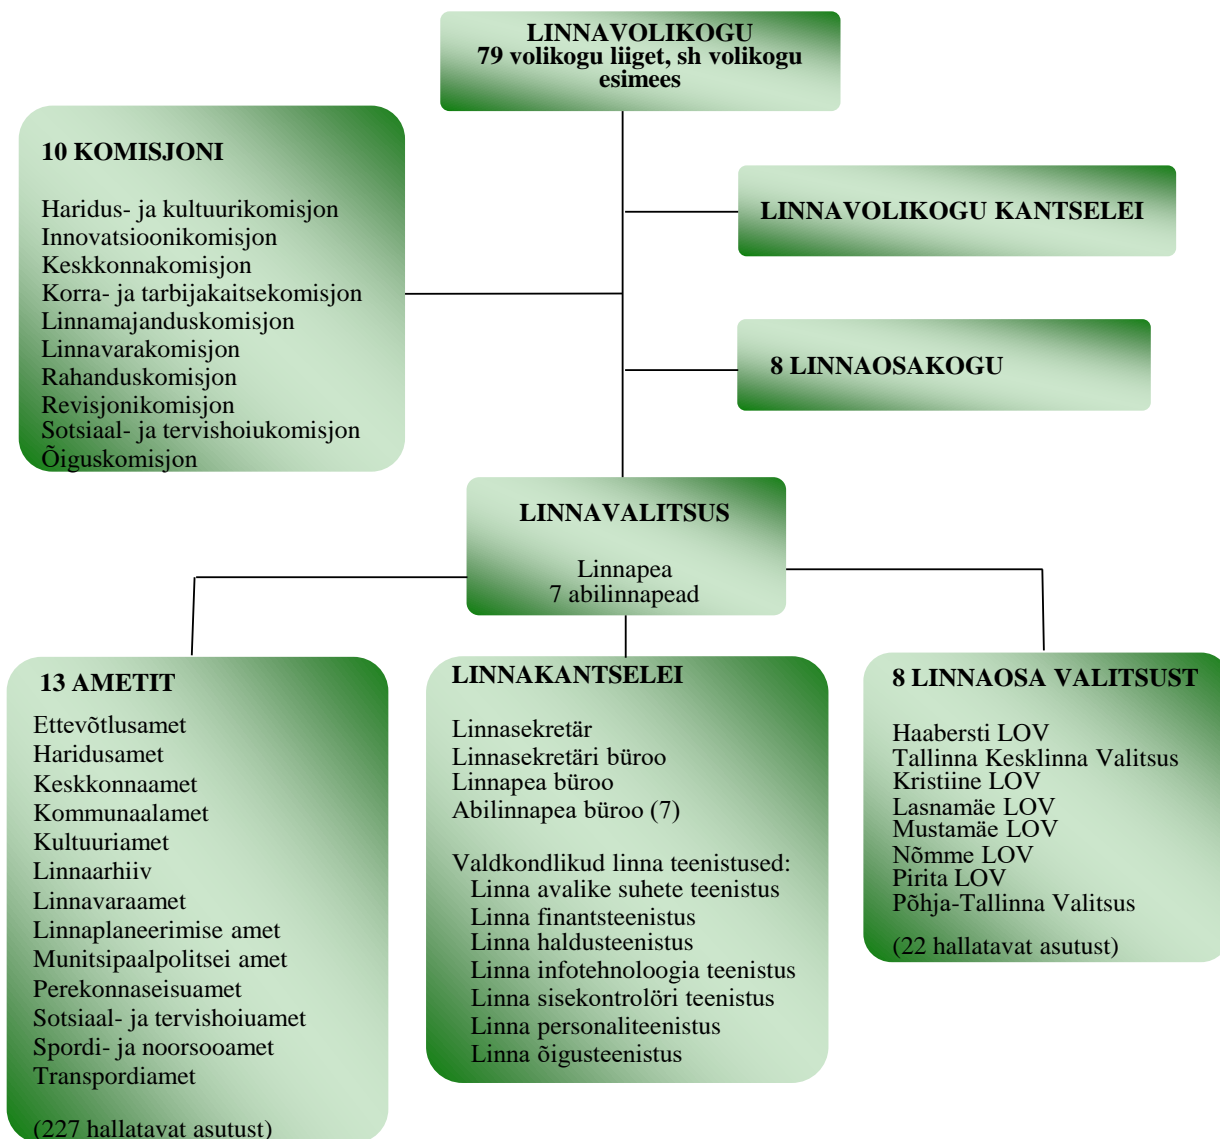 LINNAVOLIKOGU
79 volikogu liiget, sh volikogu
esimees
10 KOMISJONI
Haridus- ja kultuurikomisjon
Innovatsioonikomisjon
Keskkonnakomisjon
Korra- ja tarbijakaitsekomisjon
Linnamajanduskomisjon
Linnavarakomisjon
Rahanduskomisjon
Revisjonikomisjon
Sotsiaal- ja tervishoiukomisjon
Õiguskomisjon
LINNAVOLIKOGU KANTSELEI
8 LINNAOSAKOGU
LINNAVALITSUS
Linnapea
7 abilinnapead
13 AMETIT
Ettevõtlusamet
Haridusamet
Keskkonnaamet
Kommunaalamet
Kultuuriamet
Linnaarhiiv
Linnavaraamet
Linnaplaneerimise amet
Munitsipaalpolitsei amet
Perekonnaseisuamet
Sotsiaal- ja tervishoiuamet
Spordi- ja noorsooamet
Transpordiamet
(227 hallatavat asutust)
LINNAKANTSELEI
Linnasekretär
Linnasekretäri büroo
Linnapea büroo
Abilinnapea büroo (7)
Valdkondlikud linna teenistused:
Linna avalike suhete teenistus
Linna finantsteenistus
Linna haldusteenistus
Linna infotehnoloogia teenistus
Linna sisekontrolöri teenistus
Linna personaliteenistus
Linna õigusteenistus
8 LINNAOSA VALITSUST
Haabersti LOV
Tallinna Kesklinna Valitsus
Kristiine LOV
Lasnamäe LOV
Mustamäe LOV
Nõmme LOV
Pirita LOV
Põhja-Tallinna Valitsus
(22 hallatavat asutust)